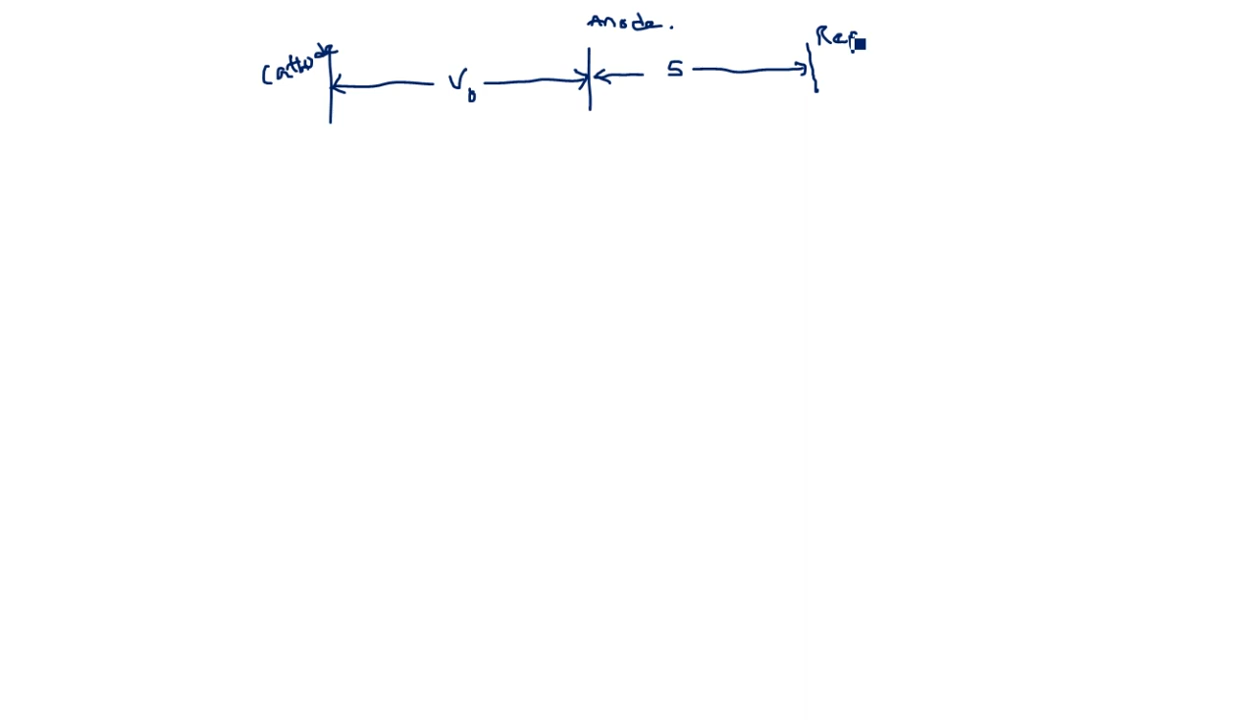 Anode.
Cathode
V₀
S
Ref